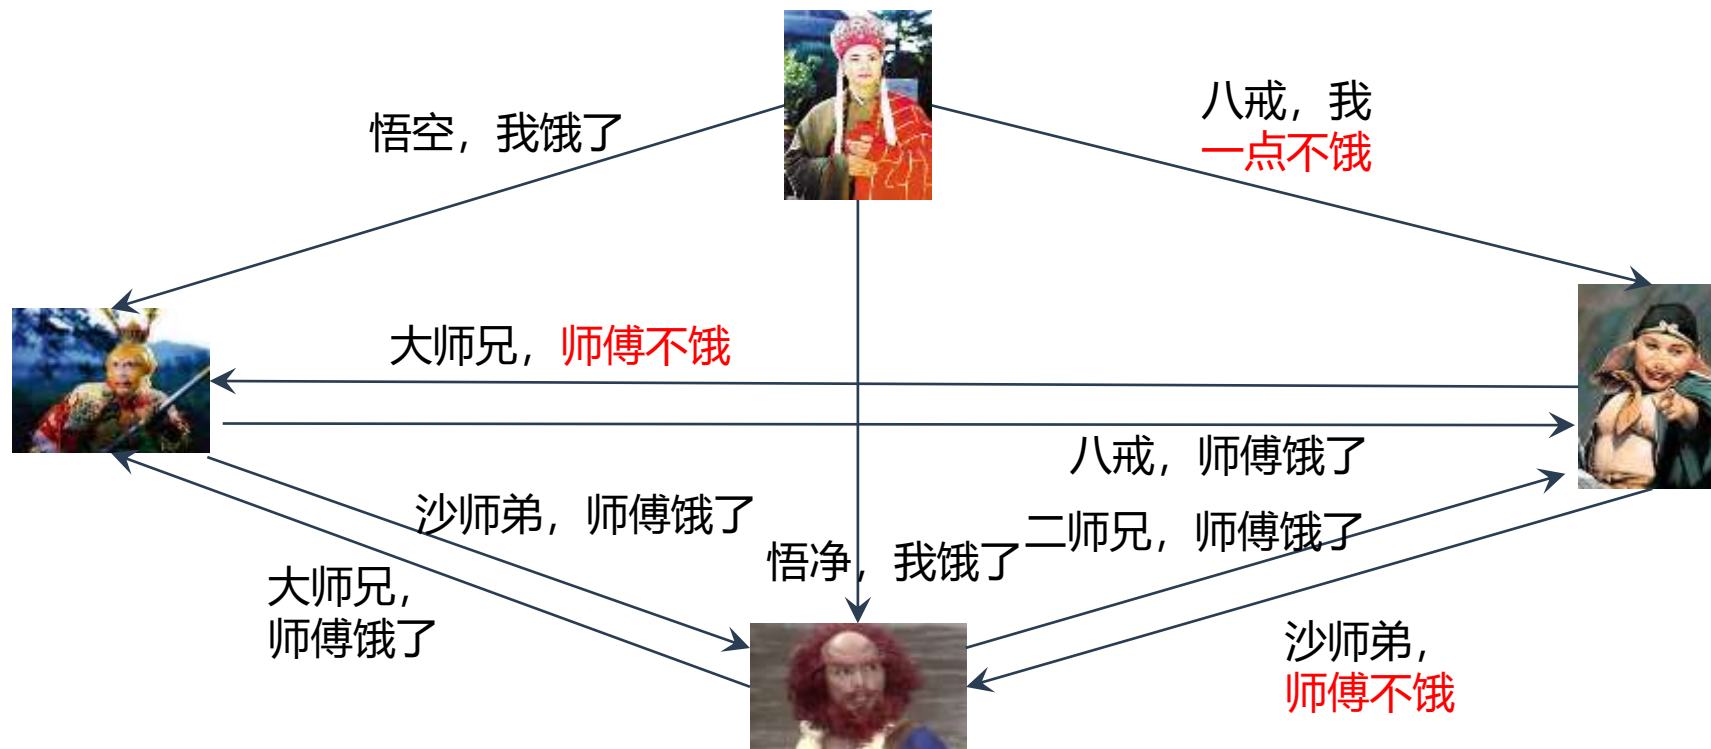 悟空，我饿了
八戒，我
一点不饿
大师兄，师傅不饿
八戒，师傅饿了
沙师弟，师傅饿了
二师兄，师傅饿了
悟净，我饿了
大师兄，
师傅饿了
沙师弟，
师傅不饿